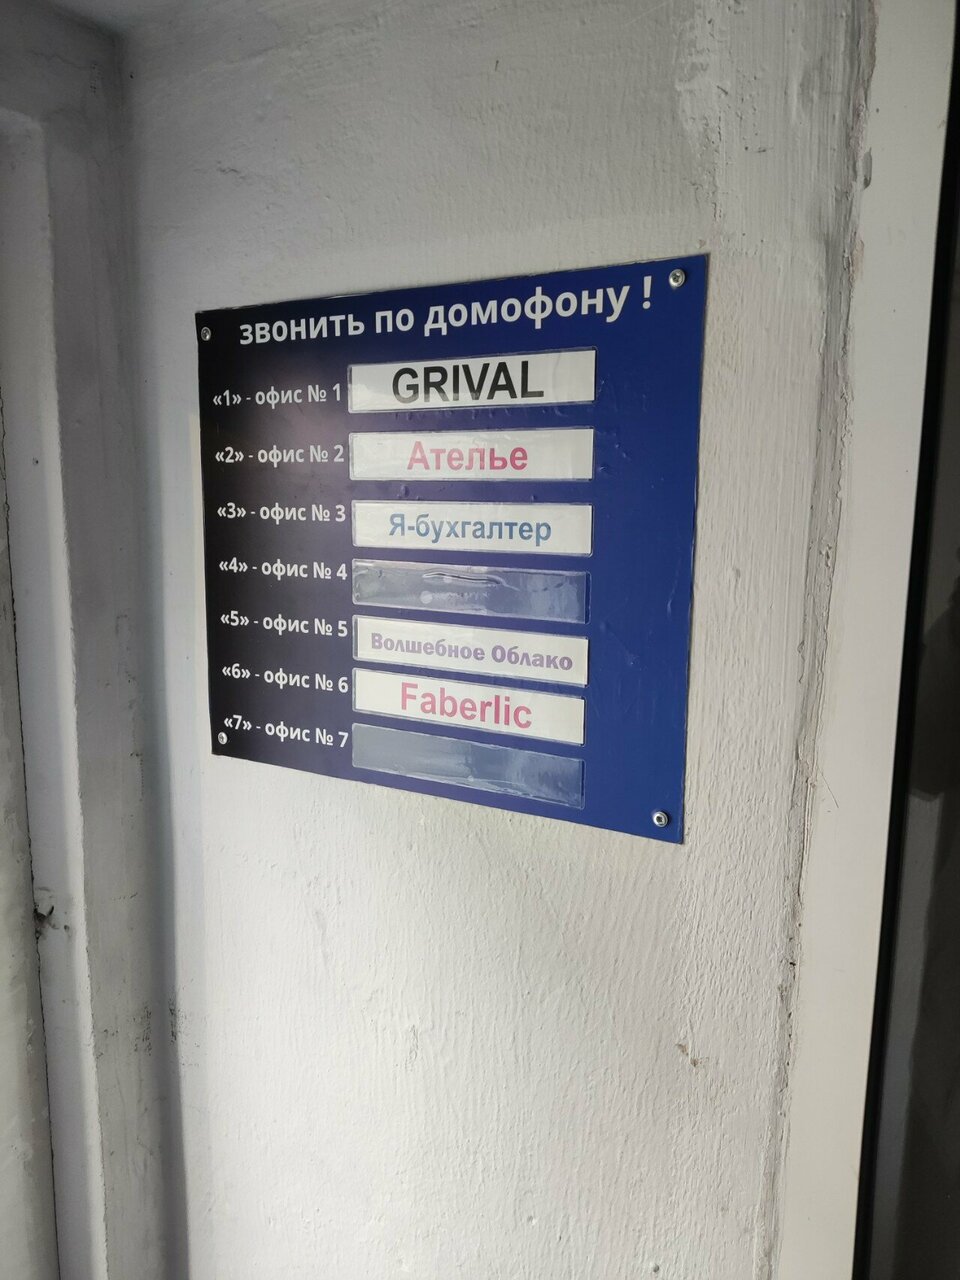 звонить по домофону !
«1» - офис № 1 GRIVAL
«2» - офис № 2 Ателье
«3» - офис № 3 Я-бухгалтер
«4» - офис № 4
«5» - офис № 5 Волшебное Облако
«6» - офис № 6 Faberlic
«7» - офис № 7